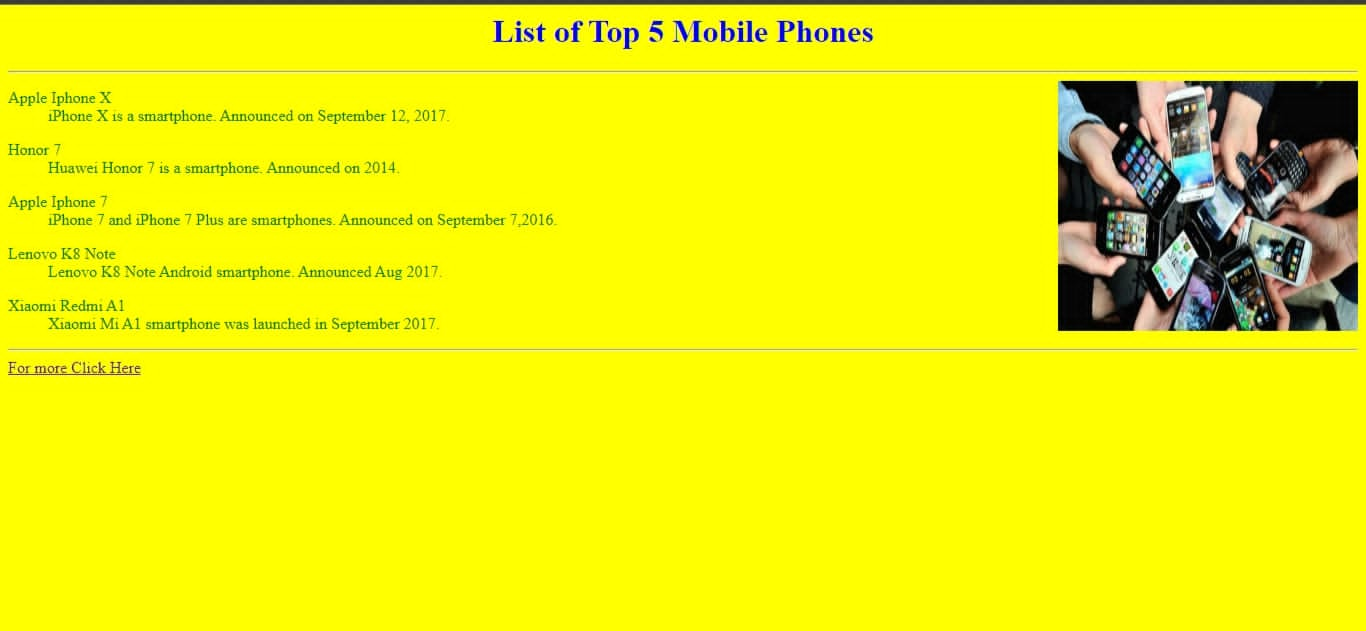 List of Top 5 Mobile Phones
Apple Iphone X
iPhone X is a smartphone. Announced on September 12, 2017.
Honor 7
Huawei Honor 7 is a smartphone. Announced on 2014.
Apple Iphone 7
iPhone 7 and iPhone 7 Plus are smartphones. Announced on September 7,2016.
Lenovo K8 Note
Lenovo K8 Note Android smartphone. Announced Aug 2017.
Xiaomi Redmi A1
Xiaomi Mi A1 smartphone was launched in September 2017.
For more Click Here